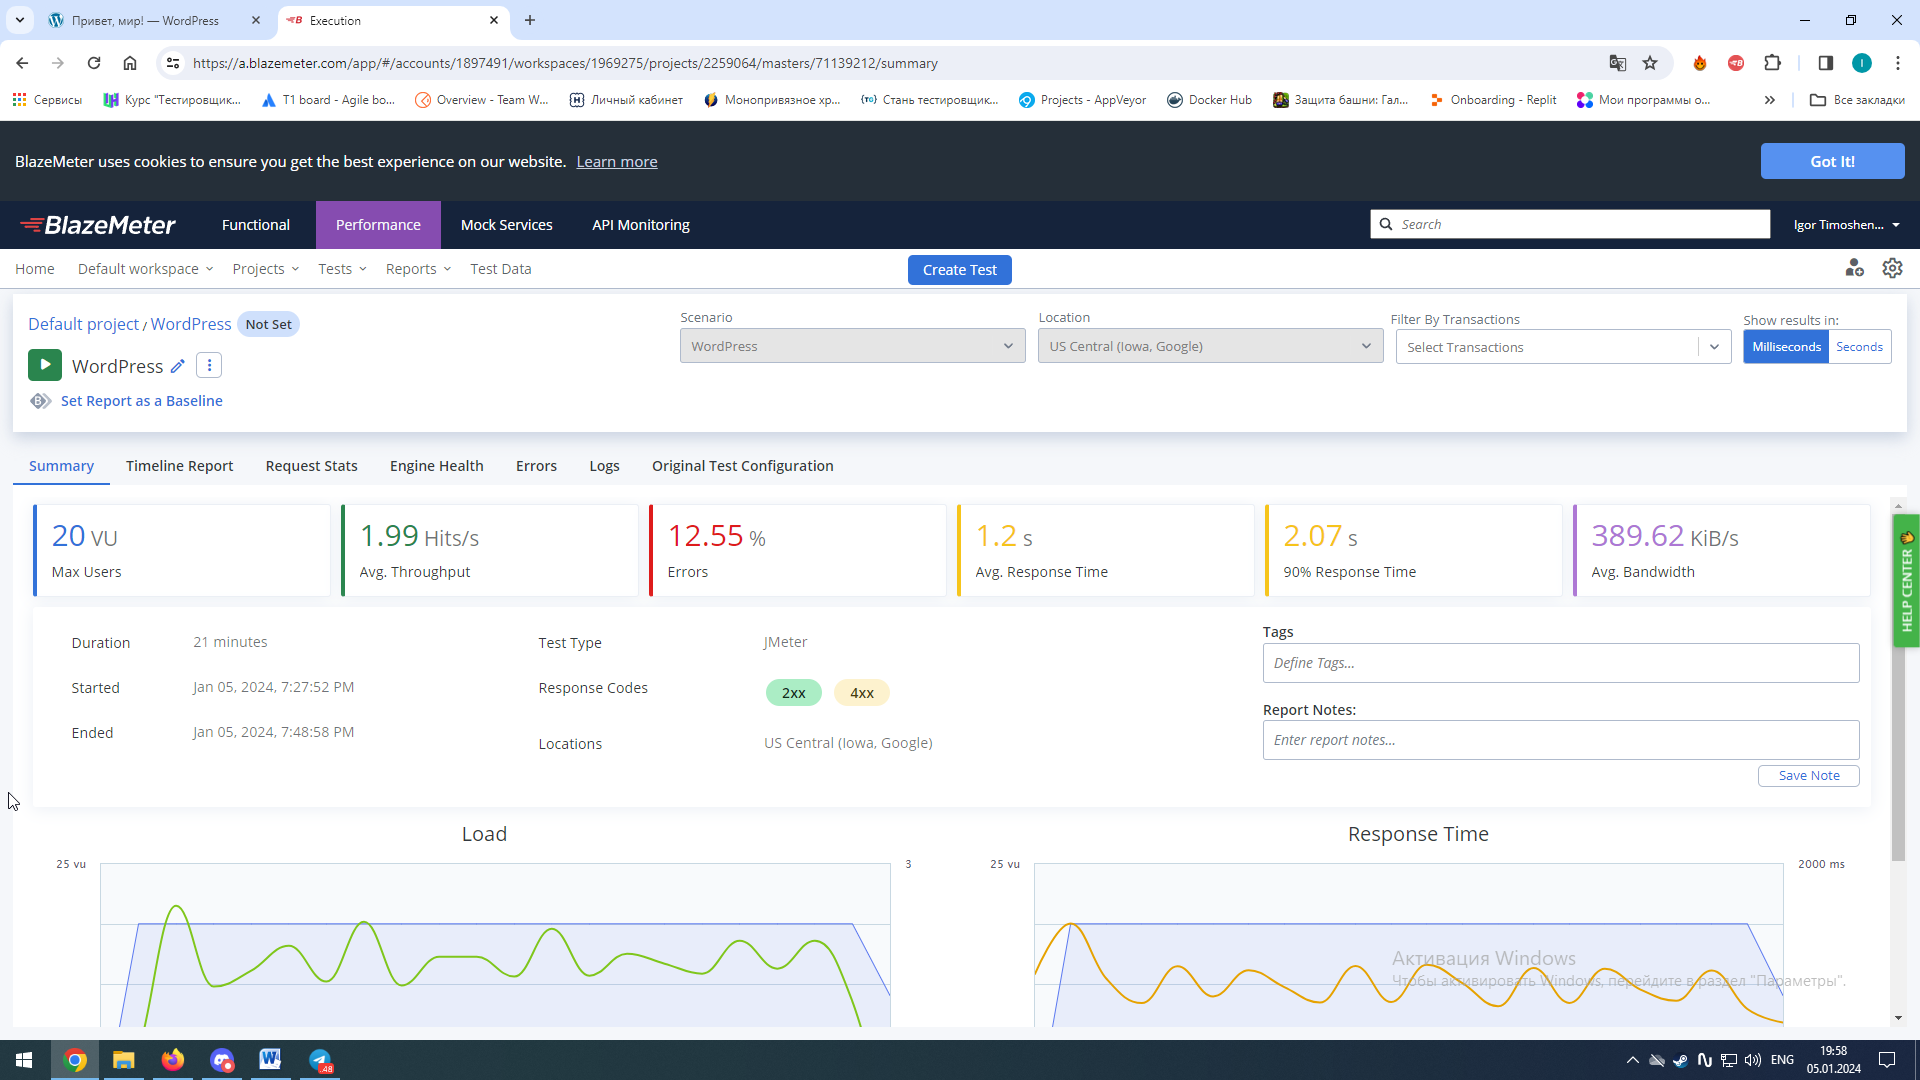 Привет, мир! — WordPress
Execution
https://a.blazemeter.com/app/#/accounts/1897491/workspaces/1969275/projects/2259064/masters/71139212/summary
Сервисы
Курс "Тестировщик...
T1 board - Agile bo...
Overview - Team W...
Личный кабинет
Монопривязное хр...
Стань тестировщик...
Projects - AppVeyor
Docker Hub
Защита башни: Гал...
Onboarding - Replit
Мои программы о...
Все закладки
BlazeMeter uses cookies to ensure you get the best experience on our website. Learn more
Got It!
BlazeMeter
Functional
Performance
Mock Services
API Monitoring
Search
Igor Timoshen...
Home
Default workspace
Projects
Tests
Reports
Test Data
Create Test
Default project / WordPress Not Set
WordPress
Set Report as a Baseline
Scenario
WordPress
Location
US Central (Iowa, Google)
Filter By Transactions
Select Transactions
Show results in:
Milliseconds Seconds
Summary
Timeline Report
Request Stats
Engine Health
Errors
Logs
Original Test Configuration
20 VU
Max Users
1.99 Hits/s
Avg. Throughput
12.55 %
Errors
1.2 s
Avg. Response Time
2.07 s
90% Response Time
389.62 KiB/s
Avg. Bandwidth
HELP CENTER
Duration 21 minutes
Started Jan 05, 2024, 7:27:52 PM
Ended Jan 05, 2024, 7:48:58 PM
Test Type JMeter
Response Codes 2xx 4xx
Locations US Central (Iowa, Google)
Tags
Define Tags...
Report Notes:
Enter report notes...
Save Note
Load
25 vu
3
Response Time
25 vu
2000 ms
Активация Windows
Чтобы активировать Windows, перейдите в раздел "Параметры".
48
ENG
19:58
05.01.2024